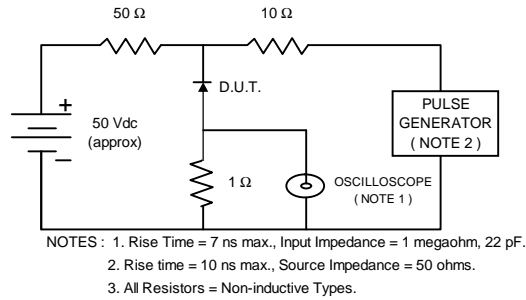 50 Ω
10 Ω
D.U.T.
+
50 Vdc
(approx)
−
1 Ω
PULSE
GENERATOR
( NOTE 2 )
OSCILLOSCOPE
( NOTE 1 )
NOTES : 1. Rise Time = 7 ns max., Input Impedance = 1 megaohm, 22 pF.
2. Rise time = 10 ns max., Source Impedance = 50 ohms.
3. All Resistors = Non-inductive Types.